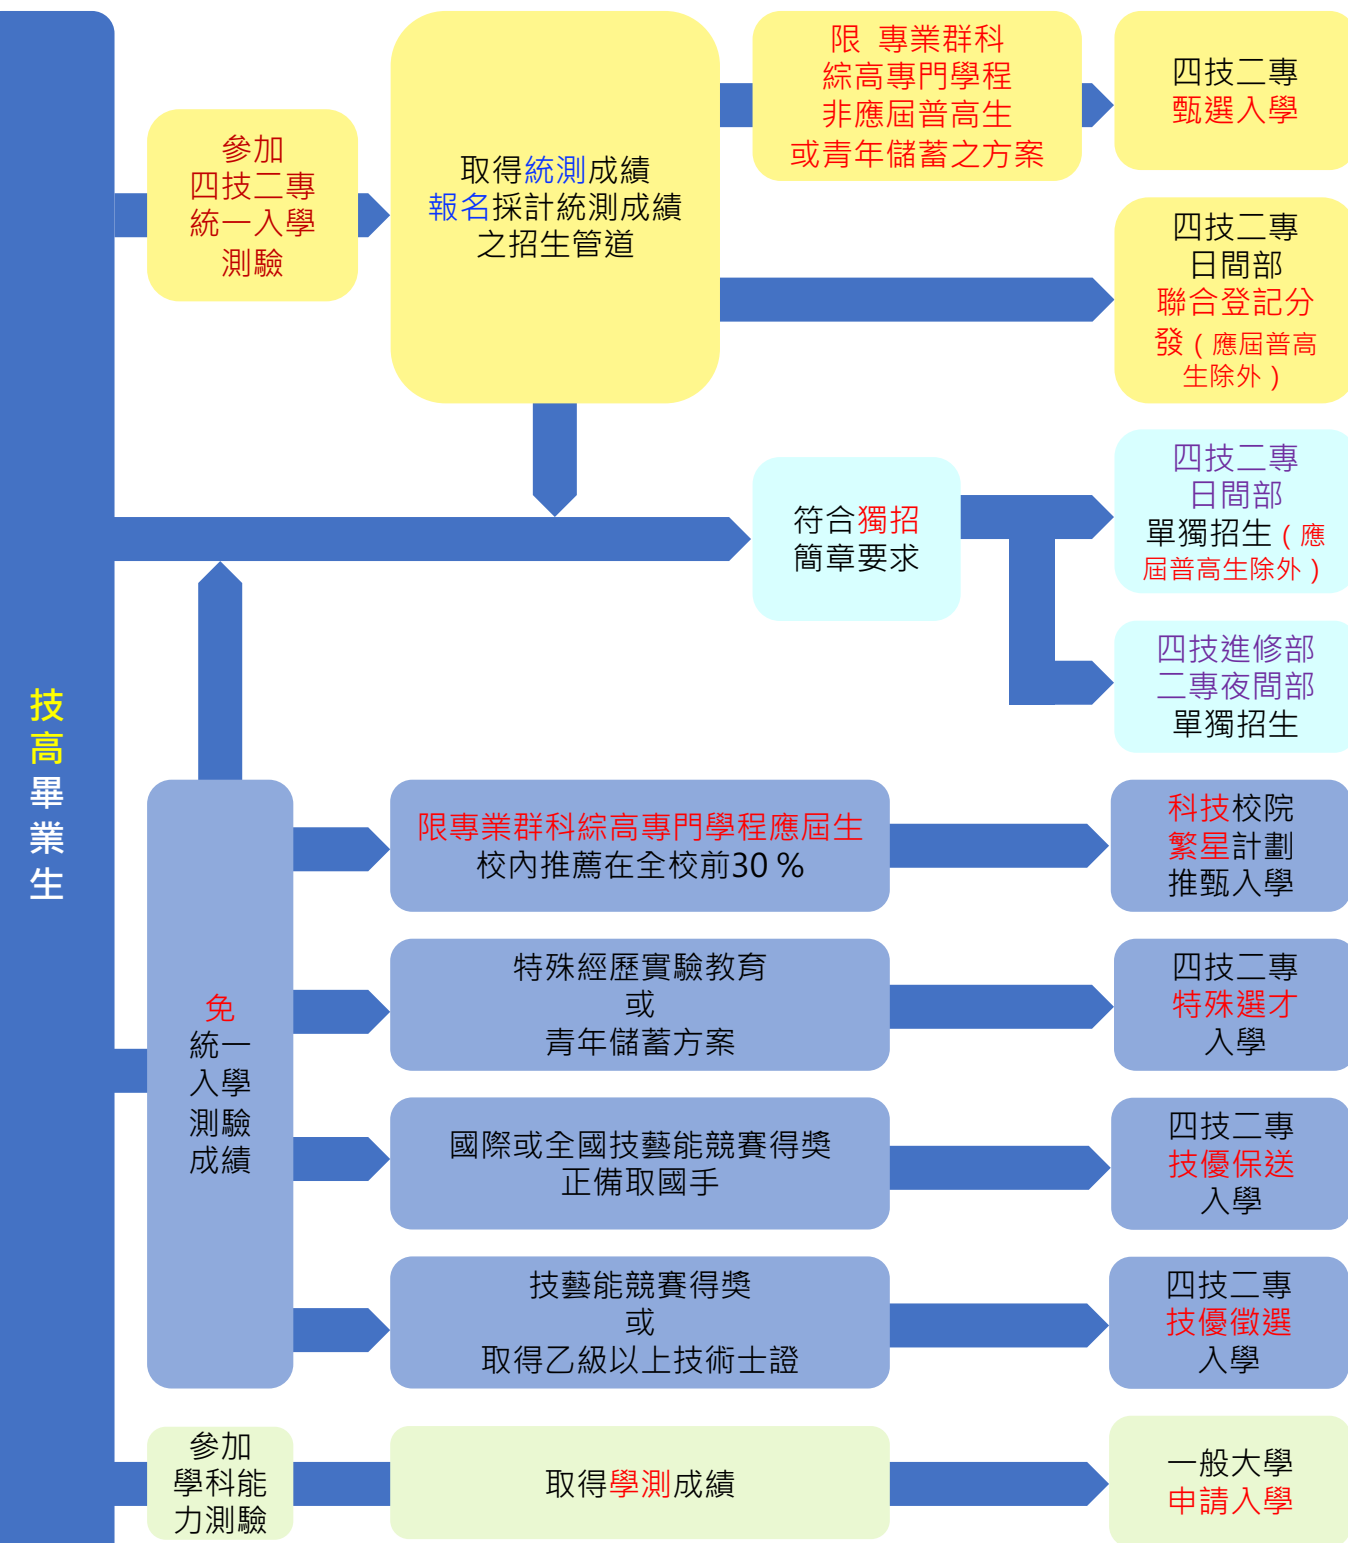 技
高
畢
業
生
參加
四技二專
統一入學
測驗
取得統測成績
報名採計統測成績
之招生管道
限 專業群科
綜高專門學程
非應屆普高生
或青年儲蓄之方案
四技二專
甄選入學
四技二專
日間部
聯合登記分
發(應屆普高
生除外)
符合獨招
簡章要求
四技二專
日間部
單獨招生(應
屆普高生除外)
四技進修部
二專夜間部
單獨招生
免
統一
入學
測驗
成績
限專業群科綜高專門學程應屆生
校內推薦在全校前30%
科技校院
繁星計劃
推甄入學
特殊經歷實驗教育
或
青年儲蓄方案
四技二專
特殊選才
入學
國際或全國技藝能競賽得獎
正備取國手
四技二專
技優保送
入學
技藝能競賽得獎
或
取得乙級以上技術士證
四技二專
技優徵選
入學
參加
學科能
力測驗
取得學測成績
一般大學
申請入學